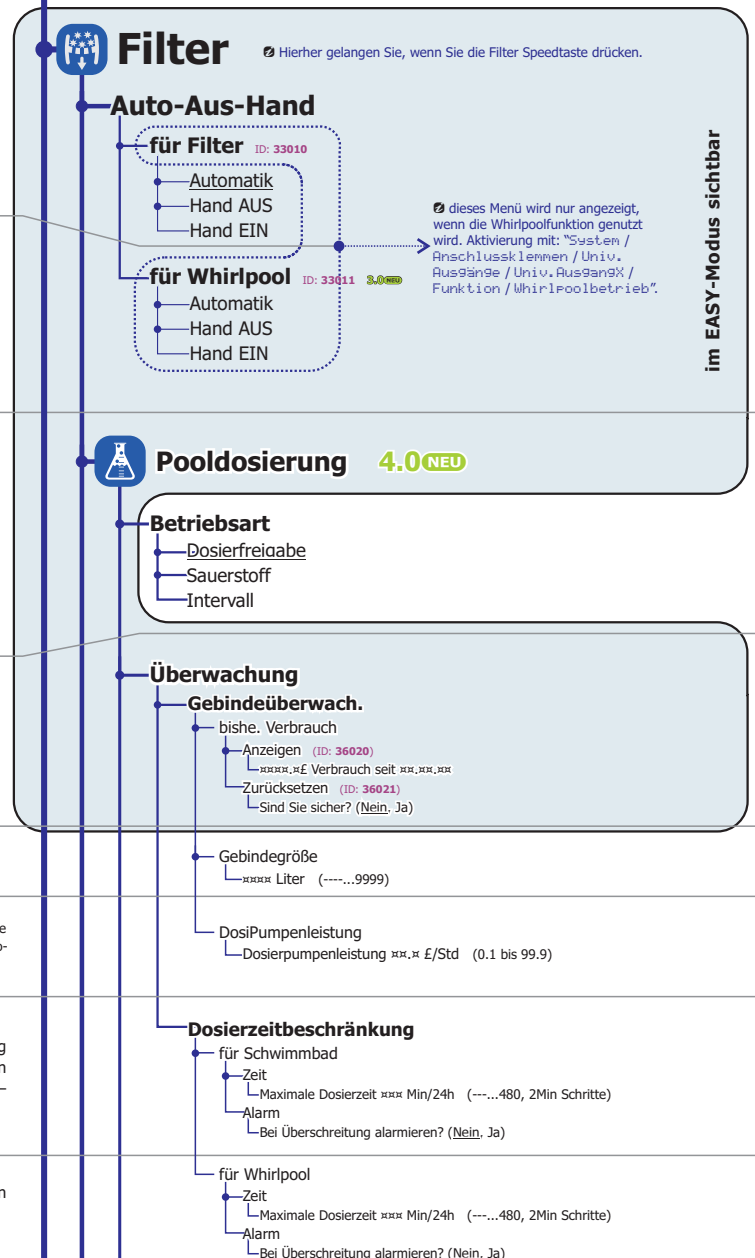 Filter
Hierher gelangen Sie, wenn Sie die Filter Speedtaste drücken.
Auto-Aus-Hand
für Filter ID: 33010
Automatik
Hand AUS
Hand EIN
für Whirlpool ID: 33011 3.0 NEU
Automatik
Hand AUS
Hand EIN
dieses Menü wird nur angezeigt,
wenn die Whirlpoolfunktion genutzt
wird. Aktivierung mit: "System /
Anschlussklemmen / Univ.
Ausgänge / Univ.AusgangX /
Funktion / Whirlpoolbetrieb".
im EASY-Modus sichtbar
Pooldosierung 4.0 NEU
Betriebsart
Dosierfreigabe
Sauerstoff
Intervall
Überwachung
Gebindeüberwach.
bishe. Verbrauch
Anzeigen (ID: 36020)
¤¤¤¤.¤£ Verbrauch seit ¤¤.¤¤.¤¤
Zurücksetzen (ID: 36021)
Sind Sie sicher? (Nein. Ja)
Gebindegröße
¤¤¤¤ Liter (----...9999)
DosiPumpenleistung
Dosierpumpenleistung ¤¤.¤ £/Std (0.1 bis 99.9)
Dosierzeitbeschränkung
für Schwimmbad
Zeit
Maximale Dosierzeit ¤¤¤ Min/24h (---...480, 2Min Schritte)
Alarm
Bei Überschreitung alarmieren? (Nein. Ja)
für Whirlpool
Zeit
Maximale Dosierzeit ¤¤¤ Min/24h (---...480, 2Min Schritte)
Alarm
Bei Überschreitung alarmieren? (Nein. Ja)